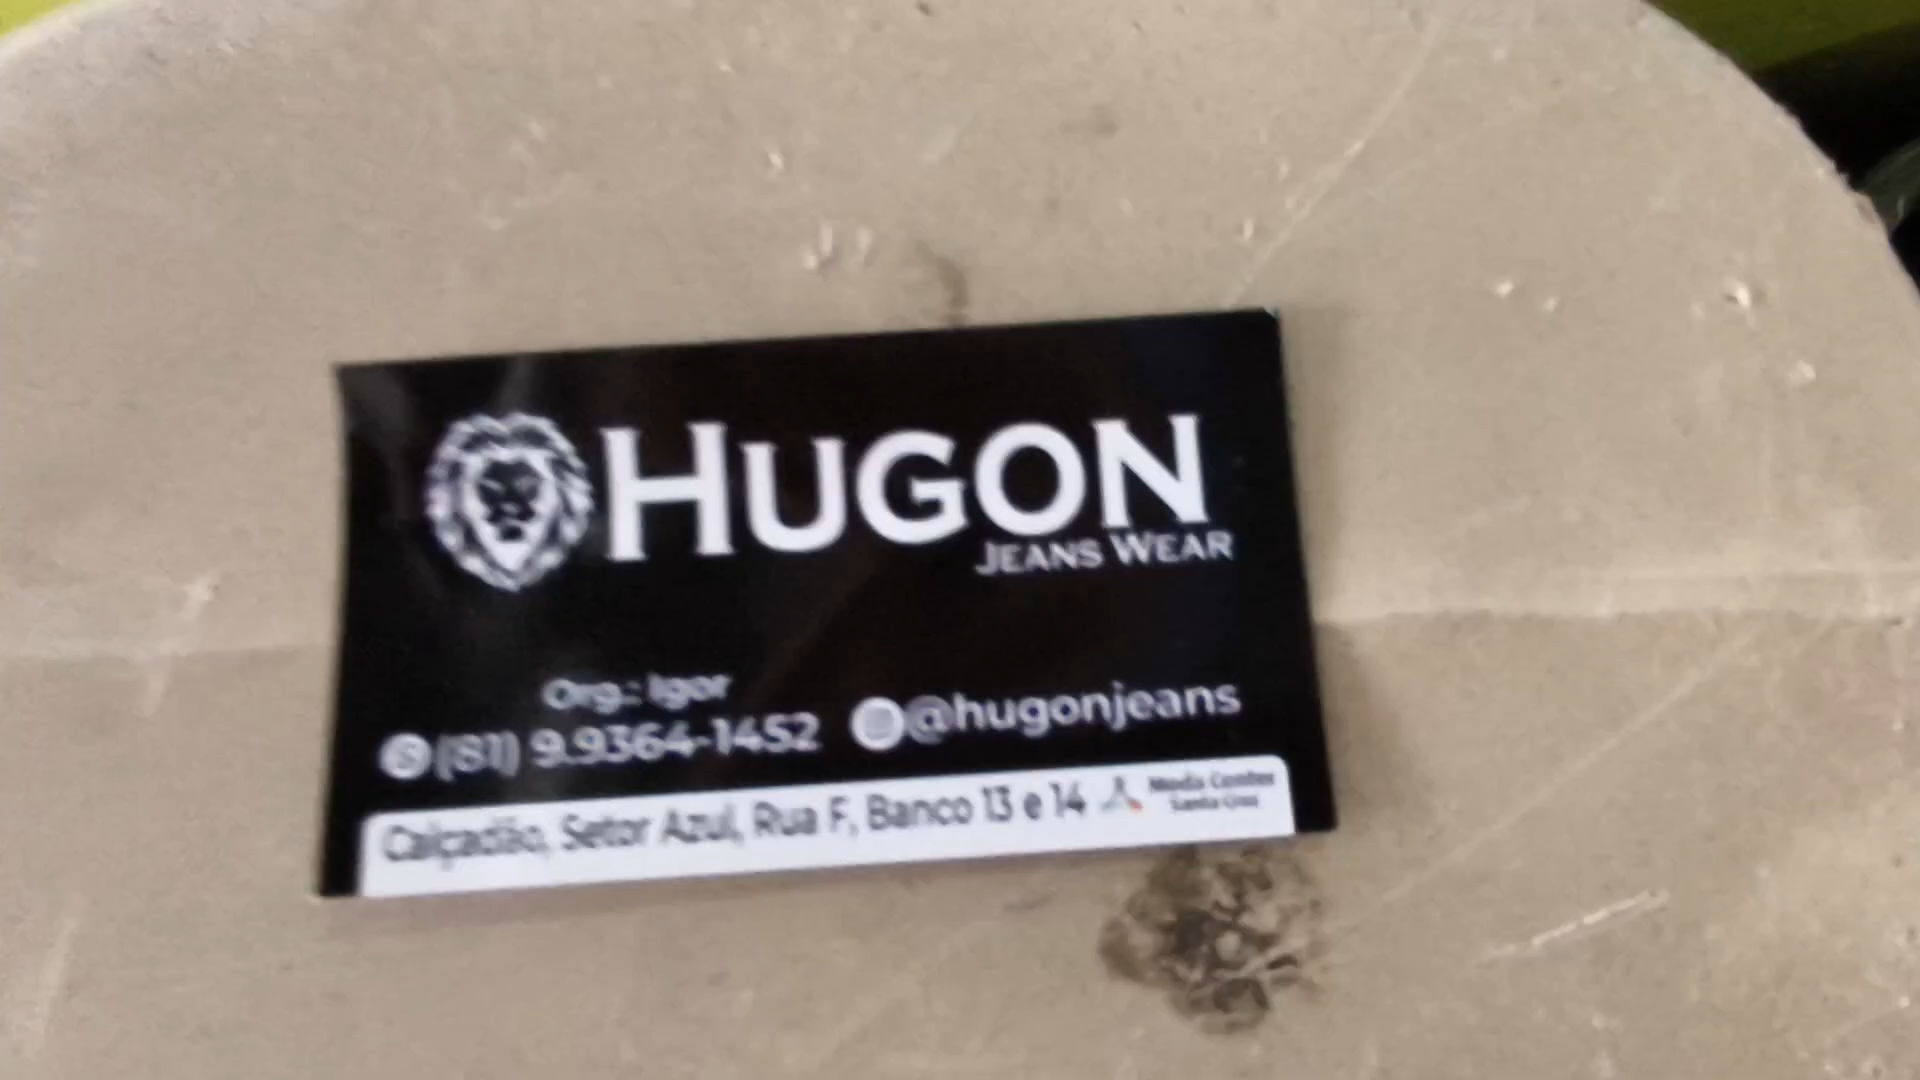 HUGON
JEANS WEAR
Org.: Igor
(81) 9.9364-1452
@hugonjeans
Calçadão, Setor Azul, Rua F, Banco 13 e 14
Moda Center
Santa Cruz